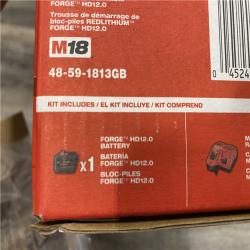 FORGE™ HD12.0
Trousse de démarrage de
bloc-piles REDLITHIUM™
FORGE™ HD12.0
M18
48-59-1813GB
0 4524
KIT INCLUDES / EL KIT INCLUYE / KIT COMPREND
x1
FORGE™ HD12.0
BATTERY
BATERÍA
FORGE™ HD12.0
BLOC-PILES
FORGE™ HD12.0